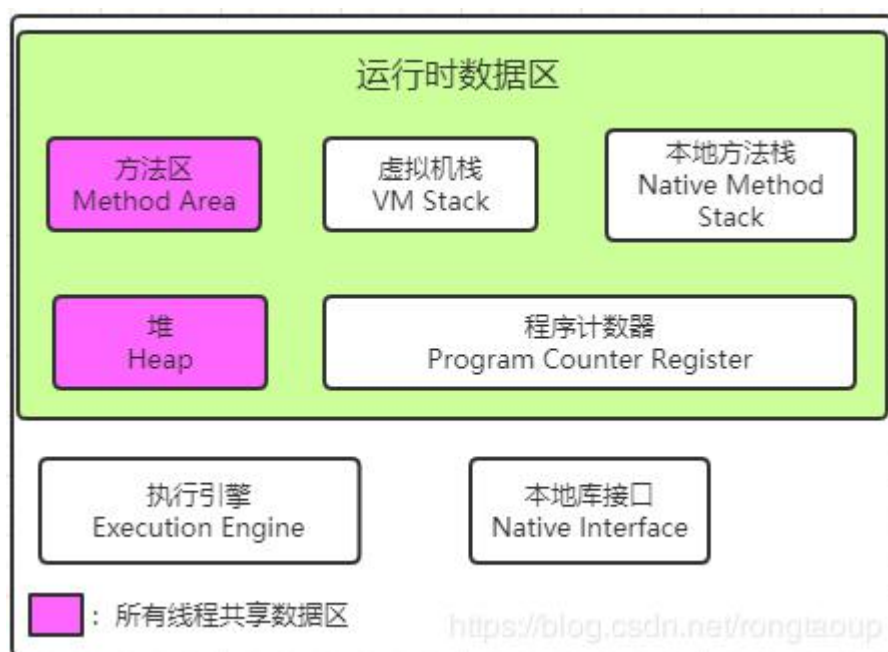 运行时数据区
方法区
Method Area
虚拟机栈
VM Stack
本地方法栈
Native Method
Stack
堆
Heap
程序计数器
Program Counter Register
执行引擎
Execution Engine
本地库接口
Native Interface
：所有线程共享数据区
https://blog.csdn.net/rongtaoup